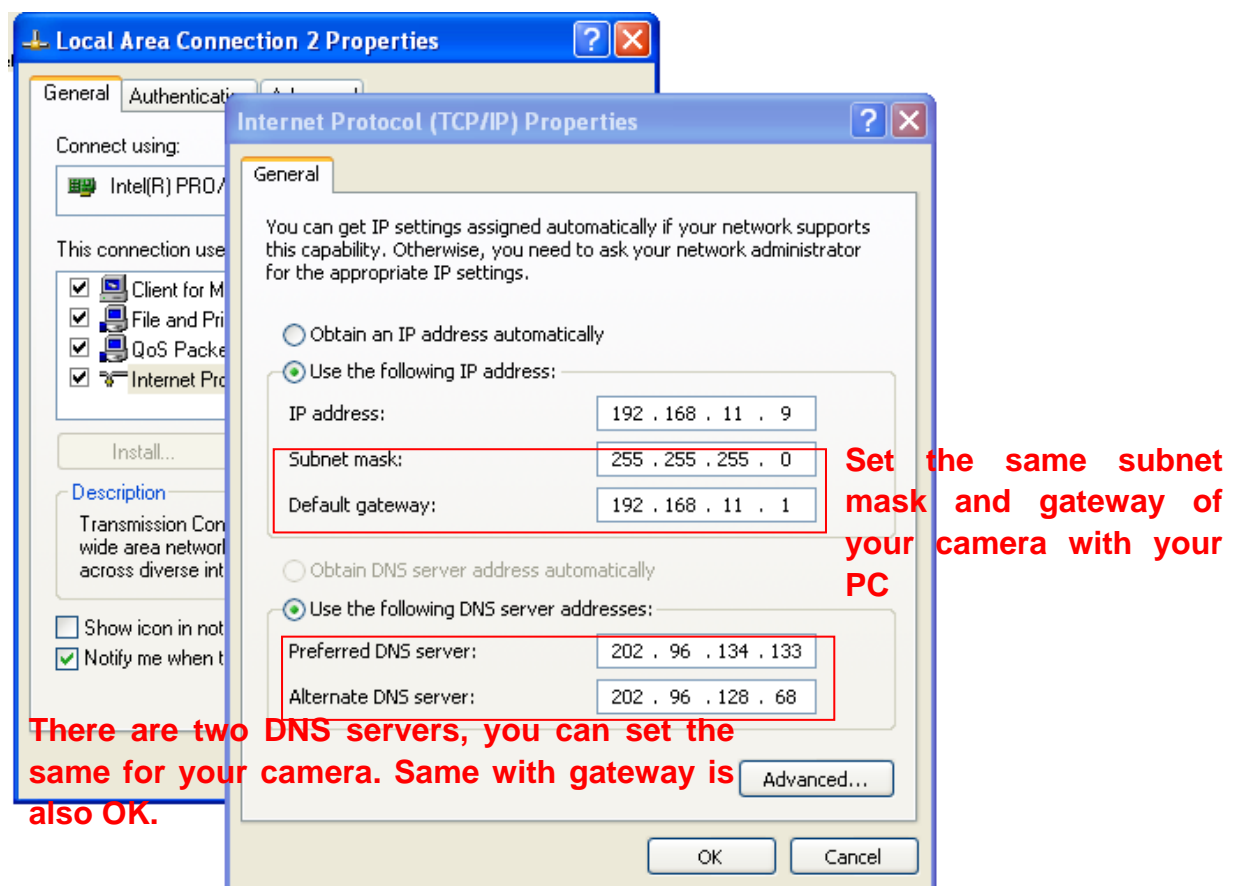 Local Area Connection 2 Properties
General Authenticati
Connect using:
Intel(R) PRO/
This connection use
Client for M
File and Pri
QoS Packe
Internet Pro
Install...
Description
Transmission Con
wide area networ
across diverse int
Show icon in not
Notify me when t
Internet Protocol (TCP/IP) Properties
General
You can get IP settings assigned automatically if your network supports
this capability. Otherwise, you need to ask your network administrator
for the appropriate IP settings.
Obtain an IP address automatically
Use the following IP address:
IP address: 192 . 168 . 11 . 9
Subnet mask: 255 . 255 . 255 . 0
Default gateway: 192 . 168 . 11 . 1
Obtain DNS server address automatically
Use the following DNS server addresses:
Preferred DNS server: 202 . 96 . 134 . 133
Alternate DNS server: 202 . 96 . 128 . 68
Advanced...
OK Cancel
Set the same subnet
mask and gateway of
your camera with your
PC
There are two DNS servers, you can set the
same for your camera. Same with gateway is
also OK.